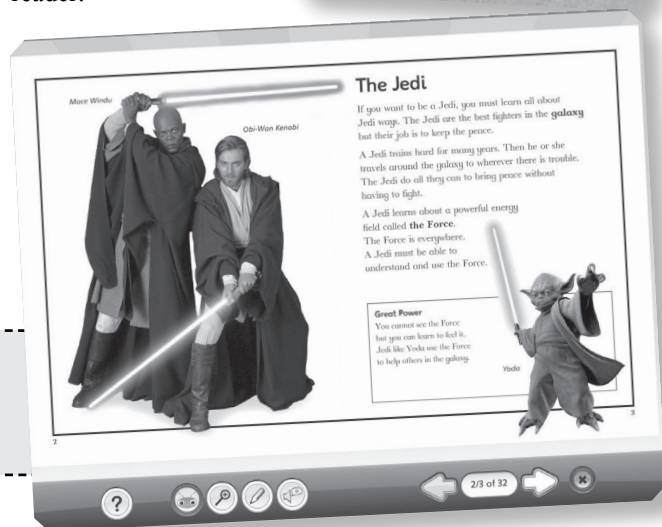 reader.
Mace Windu
Obi-Wan Kenobi
The Jedi
If you want to be a Jedi, you must learn all about
Jedi ways. The Jedi are the best fighters in the galaxy
but their job is to keep the peace.
A Jedi trains hard for many years. Then he or she
travels around the galaxy to wherever there is trouble.
The Jedi do all they can to bring peace without
having to fight.
A Jedi learns about a powerful energy
field called the Force.
The Force is everywhere.
A Jedi must be able to
understand and use the Force.
Great Power
You cannot see the Force
but you can learn to feel it.
Jedi like Yoda use the Force
to help others in the galaxy.
Yoda
2
3
?
2/3 of 32